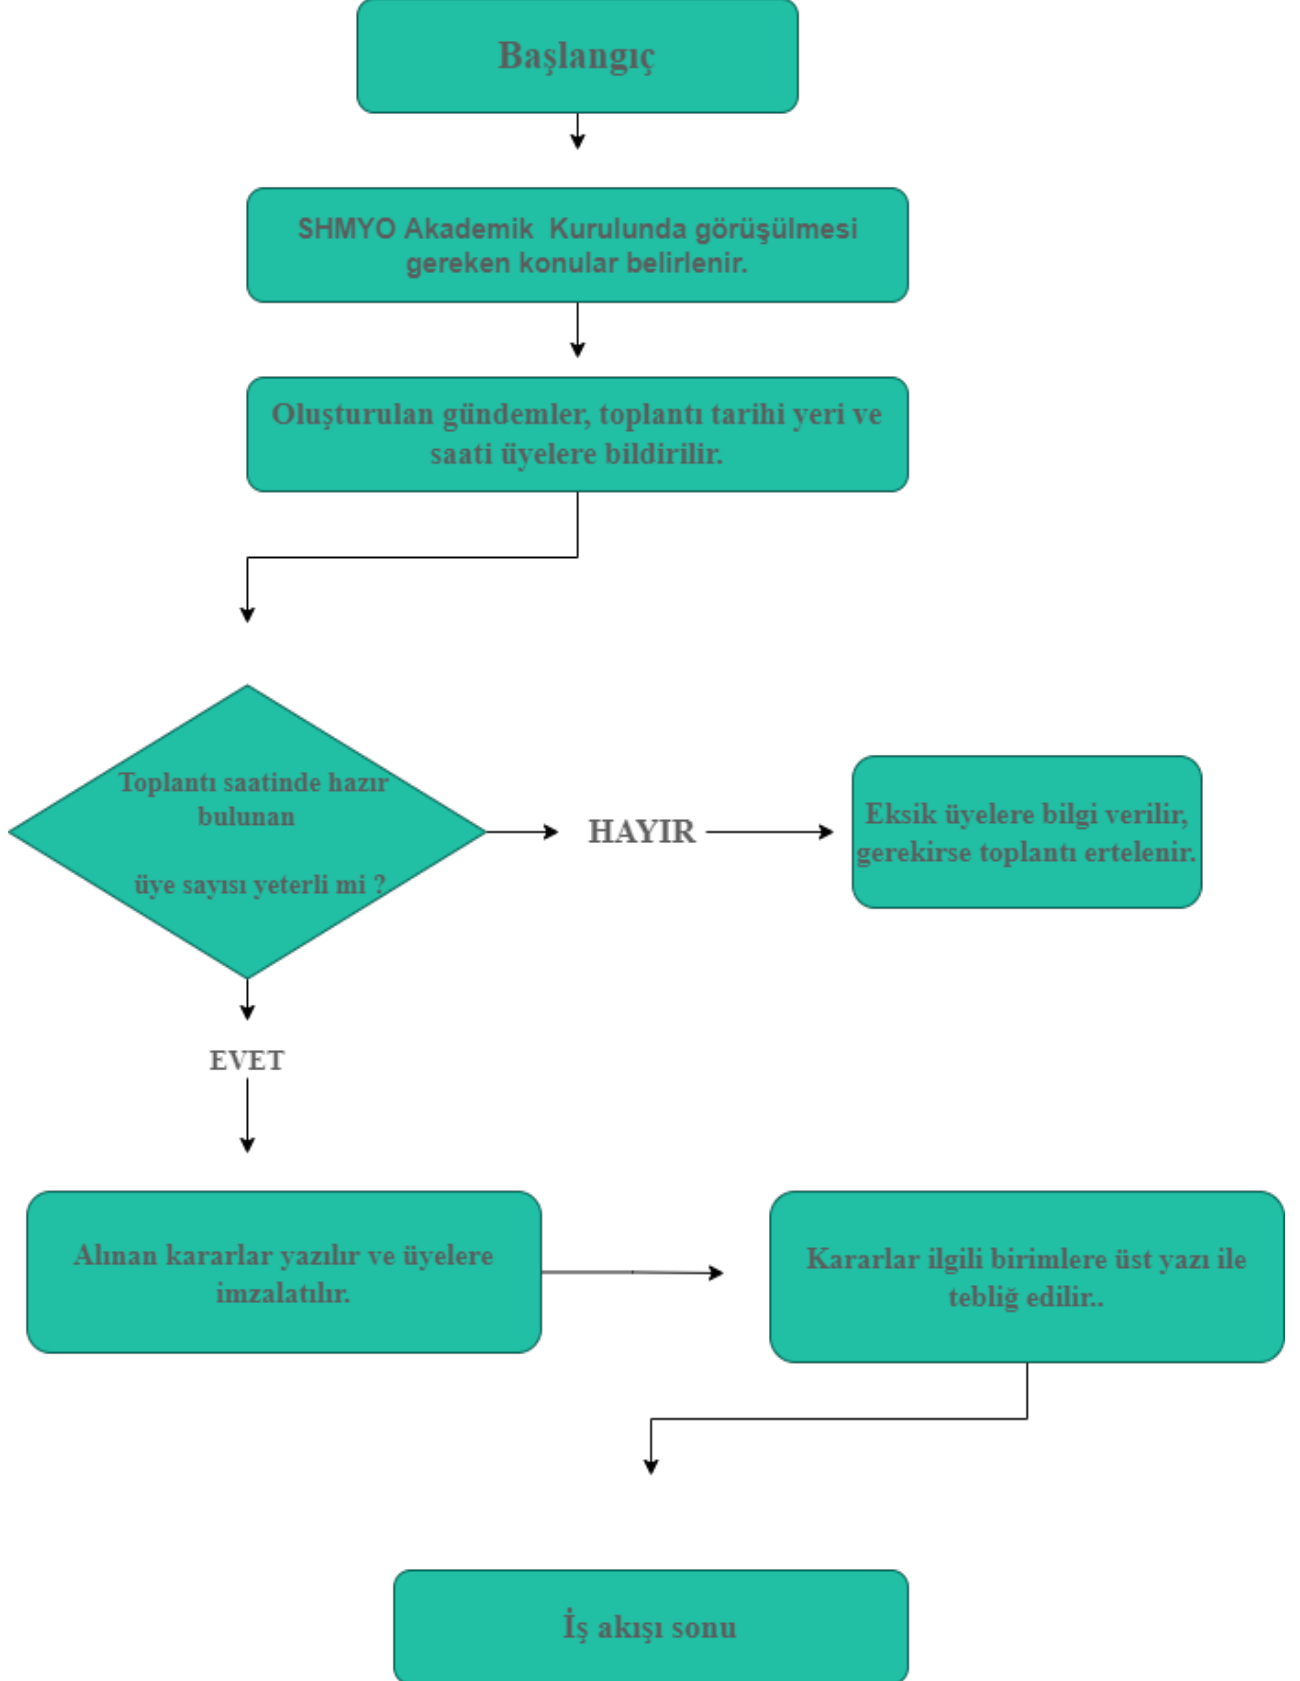 Başlangıç
SHMYO Akademik  Kurulunda görüşülmesi
gereken konular belirlenir.
Oluşturulan gündemler, toplantı tarihi yeri ve
saati üyelere bildirilir.
Toplantı saatinde hazır
bulunan
üye sayısı yeterli mi ?
HAYIR
Eksik üyelere bilgi verilir,
gerekirse toplantı ertelenir.
EVET
Alınan kararlar yazılır ve üyelere
imzalatılır.
Kararlar ilgili birimlere üst yazı ile
tebliğ edilir..
İş akışı sonu